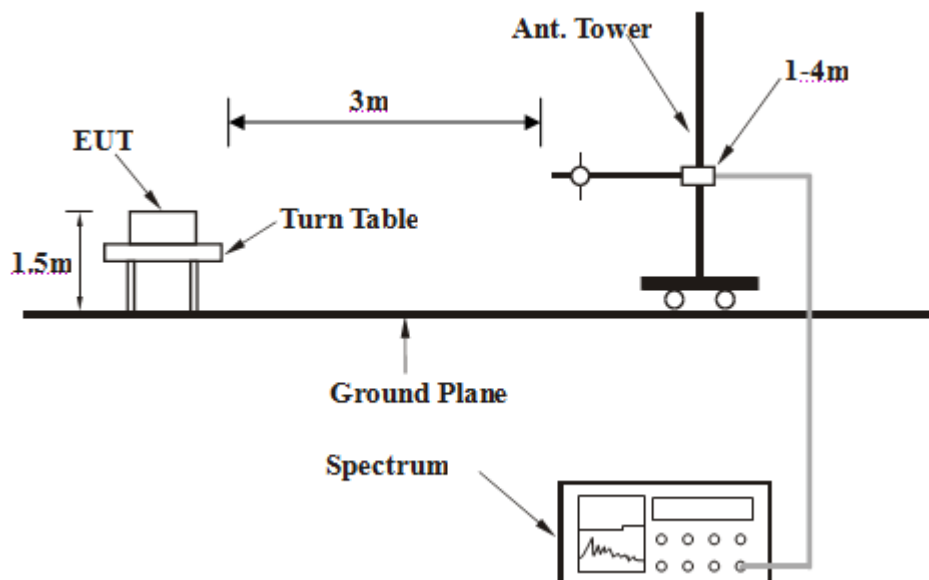 Ant. Tower
1-4m
3m
EUT
Turn Table
1.5m
Ground Plane
Spectrum